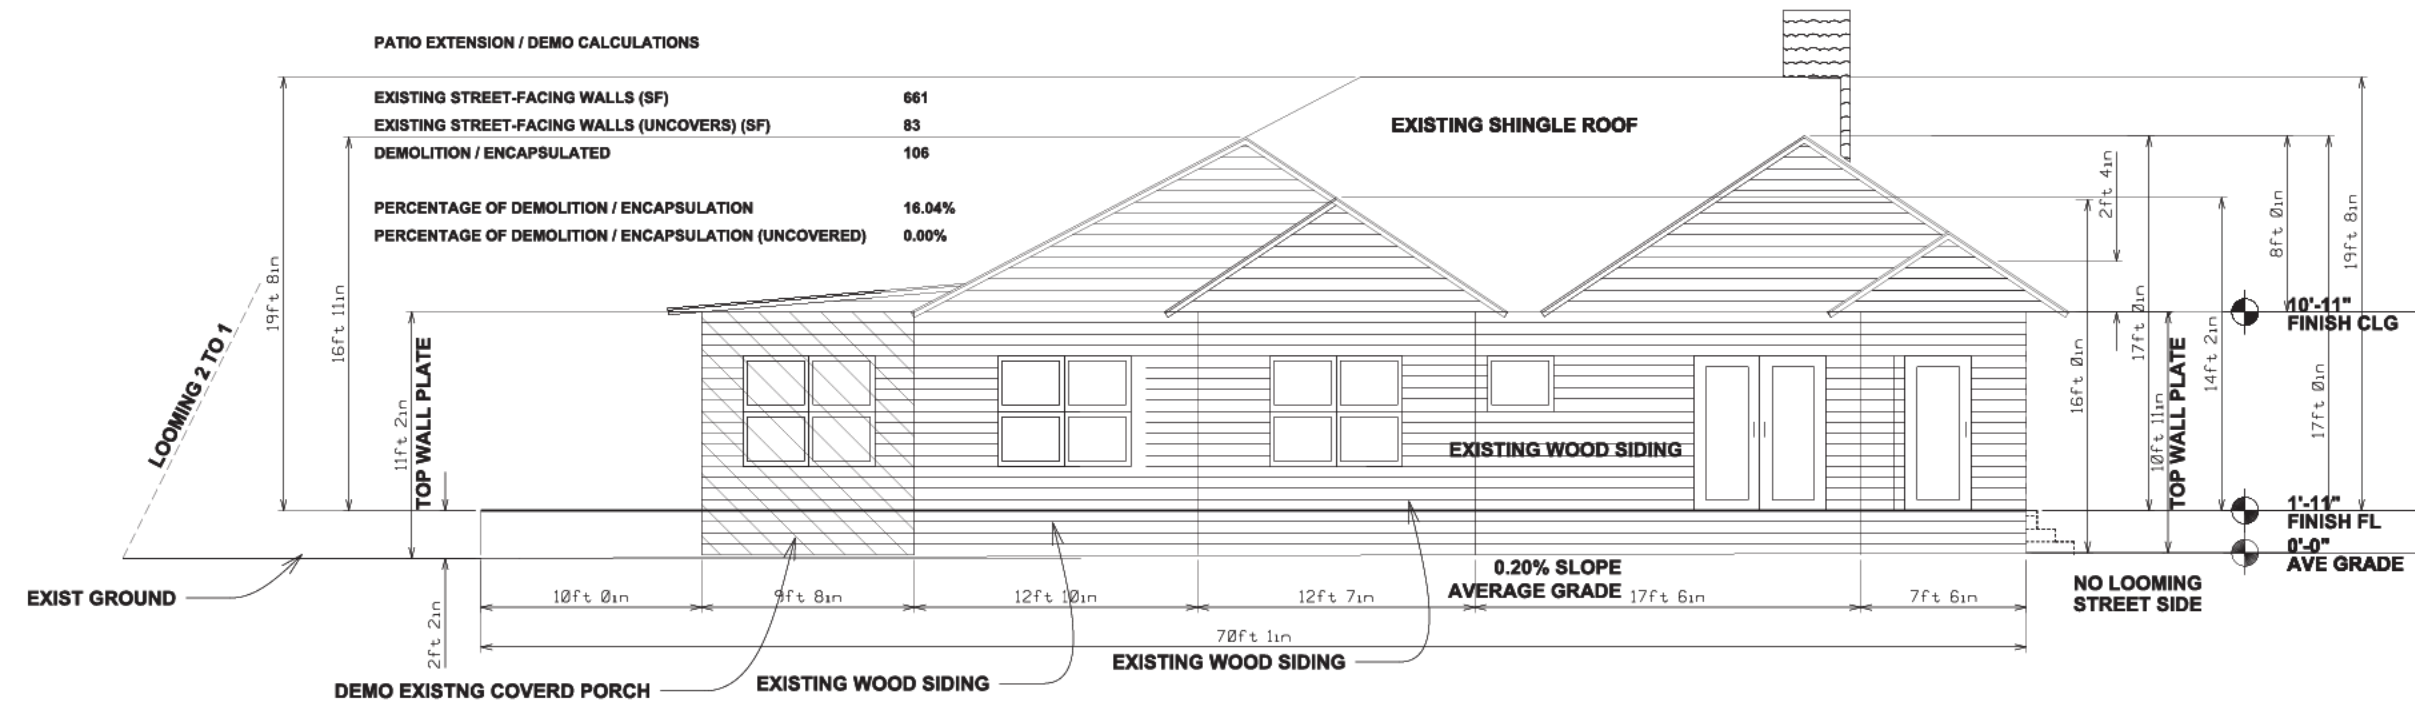 PATIO EXTENSION / DEMO CALCULATIONS
EXISTING STREET-FACING WALLS (SF) 661
EXISTING STREET-FACING WALLS (UNCOVERS) (SF) 83
DEMOLITION / ENCAPSULATED 106
PERCENTAGE OF DEMOLITION / ENCAPSULATION 16.04%
PERCENTAGE OF DEMOLITION / ENCAPSULATION (UNCOVERED) 0.00%
EXISTING SHINGLE ROOF
LOOMING 2 TO 1
19ft 8in
16ft 11in
11ft 2in
TOP WALL PLATE
2ft 2in
EXIST GROUND
EXISTING WOOD SIDING
2ft 4in
16ft 0in
17ft 0in
10ft 11in
TOP WALL PLATE
14ft 2in
8ft 0in
17ft 0in
19ft 8in
10'-11"
FINISH CLG
1'-11"
FINISH FL
0'-0"
AVE GRADE
0.20% SLOPE
AVERAGE GRADE
NO LOOMING
STREET SIDE
10ft 0in
9ft 8in
12ft 10in
12ft 7in
17ft 6in
7ft 6in
70ft 1in
EXISTING WOOD SIDING
EXISTING WOOD SIDING
DEMO EXISTNG COVERD PORCH